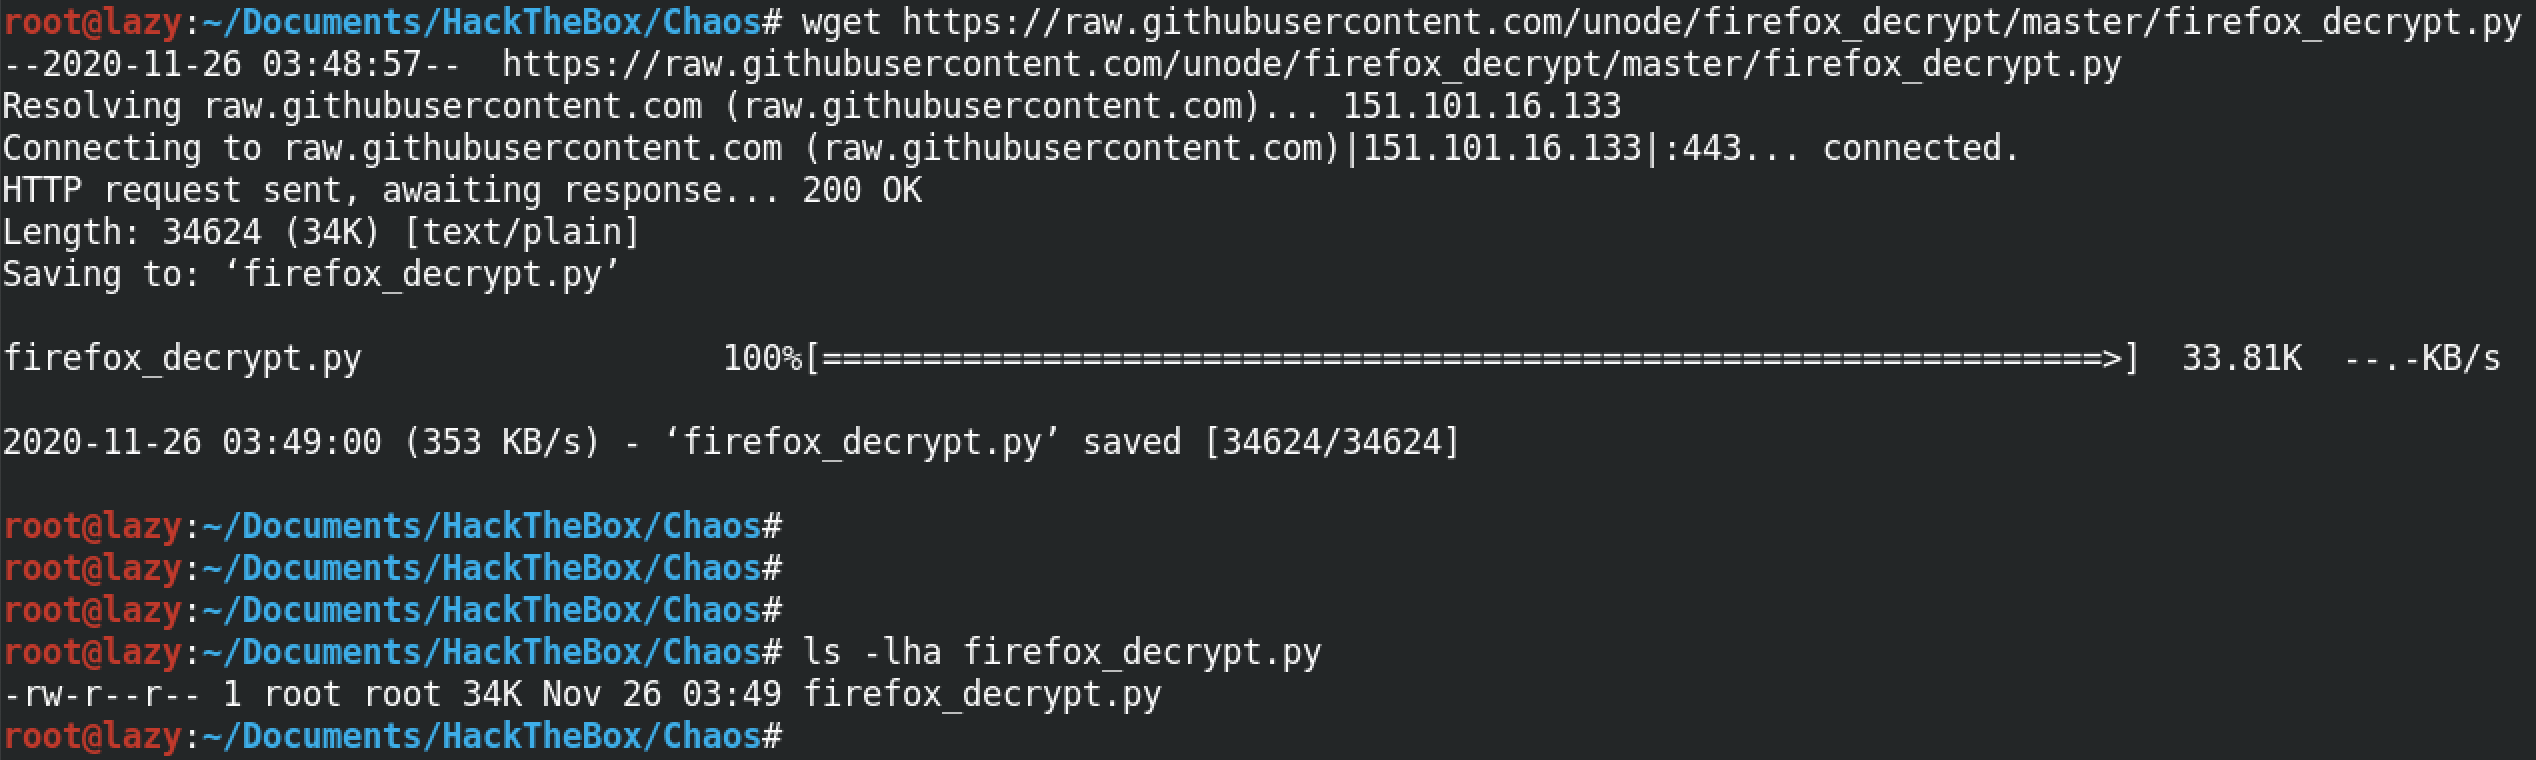 root@lazy:~/Documents/HackTheBox/Chaos# wget https://raw.githubusercontent.com/unode/firefox_decrypt/master/firefox_decrypt.py
--2020-11-26 03:48:57--  https://raw.githubusercontent.com/unode/firefox_decrypt/master/firefox_decrypt.py
Resolving raw.githubusercontent.com (raw.githubusercontent.com)... 151.101.16.133
Connecting to raw.githubusercontent.com (raw.githubusercontent.com)|151.101.16.133|:443... connected.
HTTP request sent, awaiting response... 200 OK
Length: 34624 (34K) [text/plain]
Saving to: ‘firefox_decrypt.py’
firefox_decrypt.py                  100%[================================================================>]  33.81K  --.-KB/s
2020-11-26 03:49:00 (353 KB/s) - ‘firefox_decrypt.py’ saved [34624/34624]
root@lazy:~/Documents/HackTheBox/Chaos#
root@lazy:~/Documents/HackTheBox/Chaos#
root@lazy:~/Documents/HackTheBox/Chaos#
root@lazy:~/Documents/HackTheBox/Chaos# ls -lha firefox_decrypt.py
-rw-r--r-- 1 root root 34K Nov 26 03:49 firefox_decrypt.py
root@lazy:~/Documents/HackTheBox/Chaos#